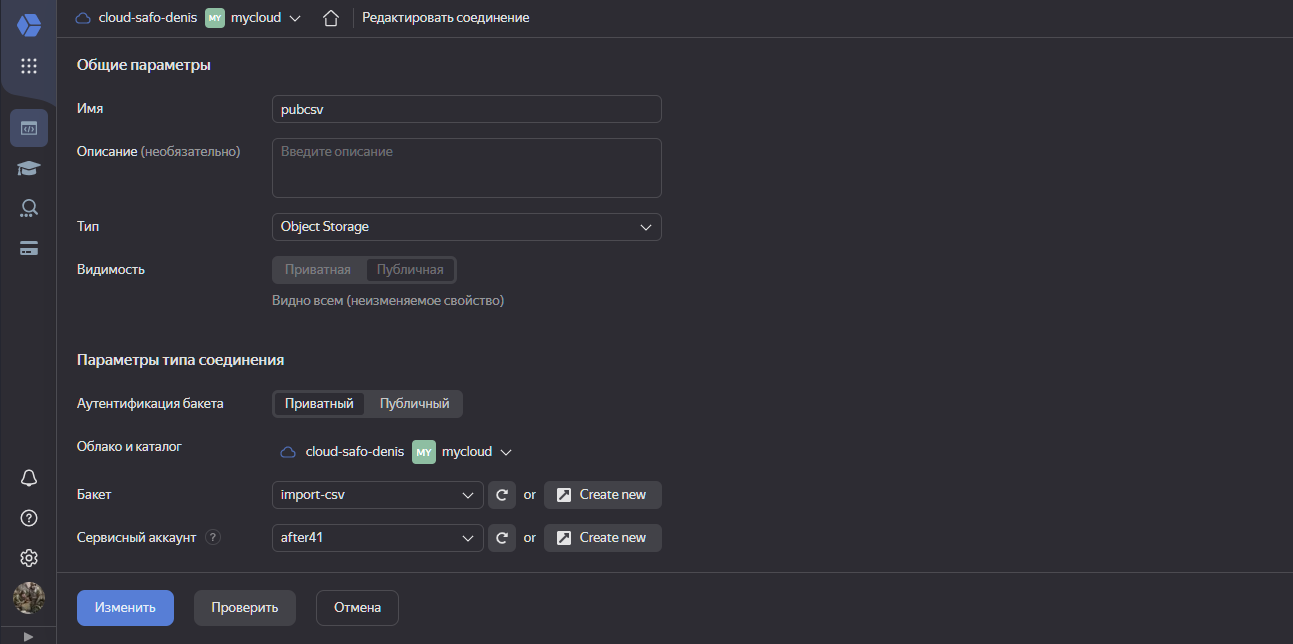 cloud-safo-denis MY mycloud Редактировать соединение
Общие параметры
Имя pubcsv
Описание (необязательно) Введите описание
Тип Object Storage
Видимость Приватная Публичная
Видно всем (неизменяемое свойство)
Параметры типа соединения
Аутентификация бакета Приватный Публичный
Облако и каталог cloud-safo-denis MY mycloud
Бакет import-csv or Create new
Сервисный аккаунт ? after41 or Create new
Изменить Проверить Отмена